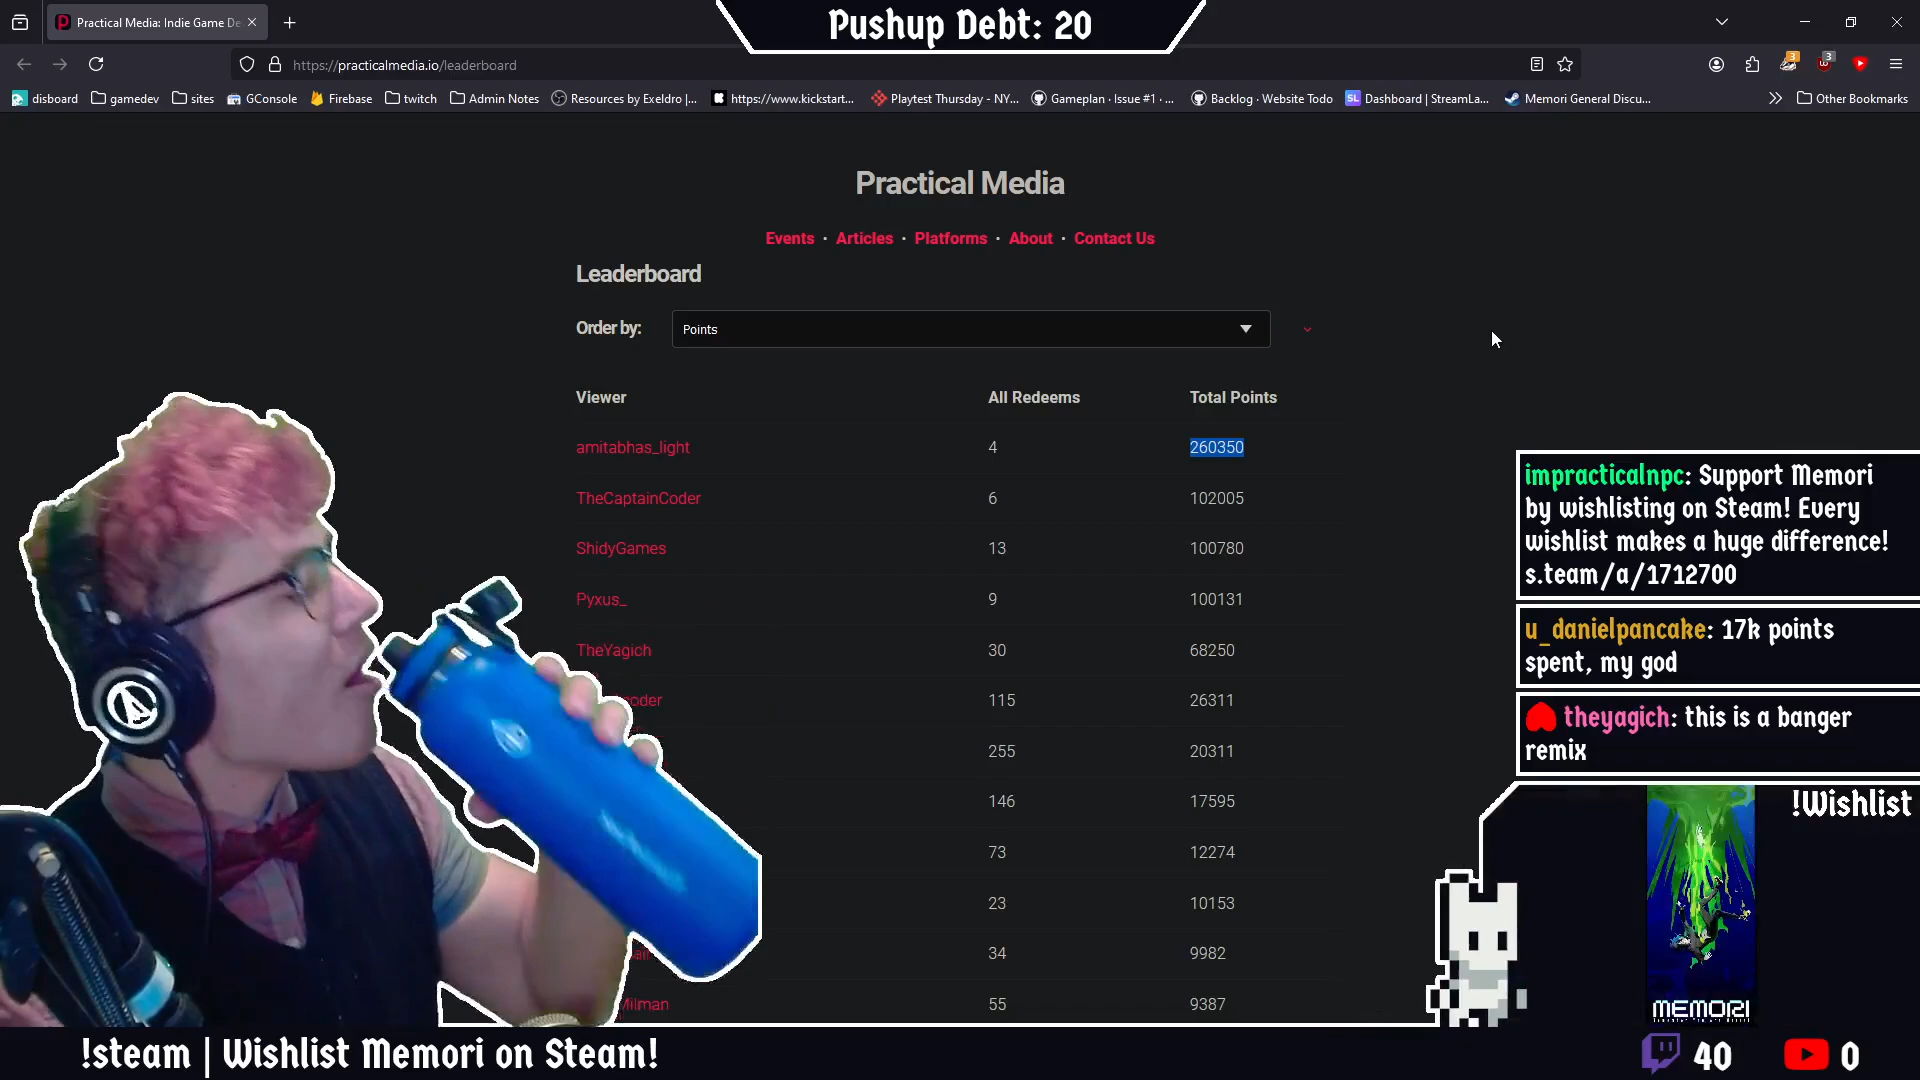 Practical Media: Indie Game De
Pushup Debt: 20
https://practicalmedia.io/leaderboard
3
3
disboard
gamedev
sites
GConsole
Firebase
twitch
Admin Notes
Resources by Exeldro |...
https://www.kickstart...
Playtest Thursday - NY...
Gameplan · Issue #1 · ...
Backlog · Website Todo
SL Dashboard | StreamLa...
Memori General Discu...
Other Bookmarks
Practical Media
Events · Articles · Platforms · About · Contact Us
Leaderboard
Order by: Points
Viewer All Redeems Total Points
amitabhas_light 4 260350
TheCaptainCoder 6 102005
ShidyGames 13 100780
Pyxus_ 9 100131
TheYagich 30 68250
oder 115 26311
255 20311
146 17595
73 12274
23 10153
34 9982
Milman 55 9387
impracticalnpc: Support Memori
by wishlisting on Steam! Every
wishlist makes a huge difference!
s.team/a/1712700
u_danielpancake: 17k points
spent, my god
theyagich: this is a banger
remix
!Wishlist
MEMORI
!steam | Wishlist Memori on Steam!
40
0